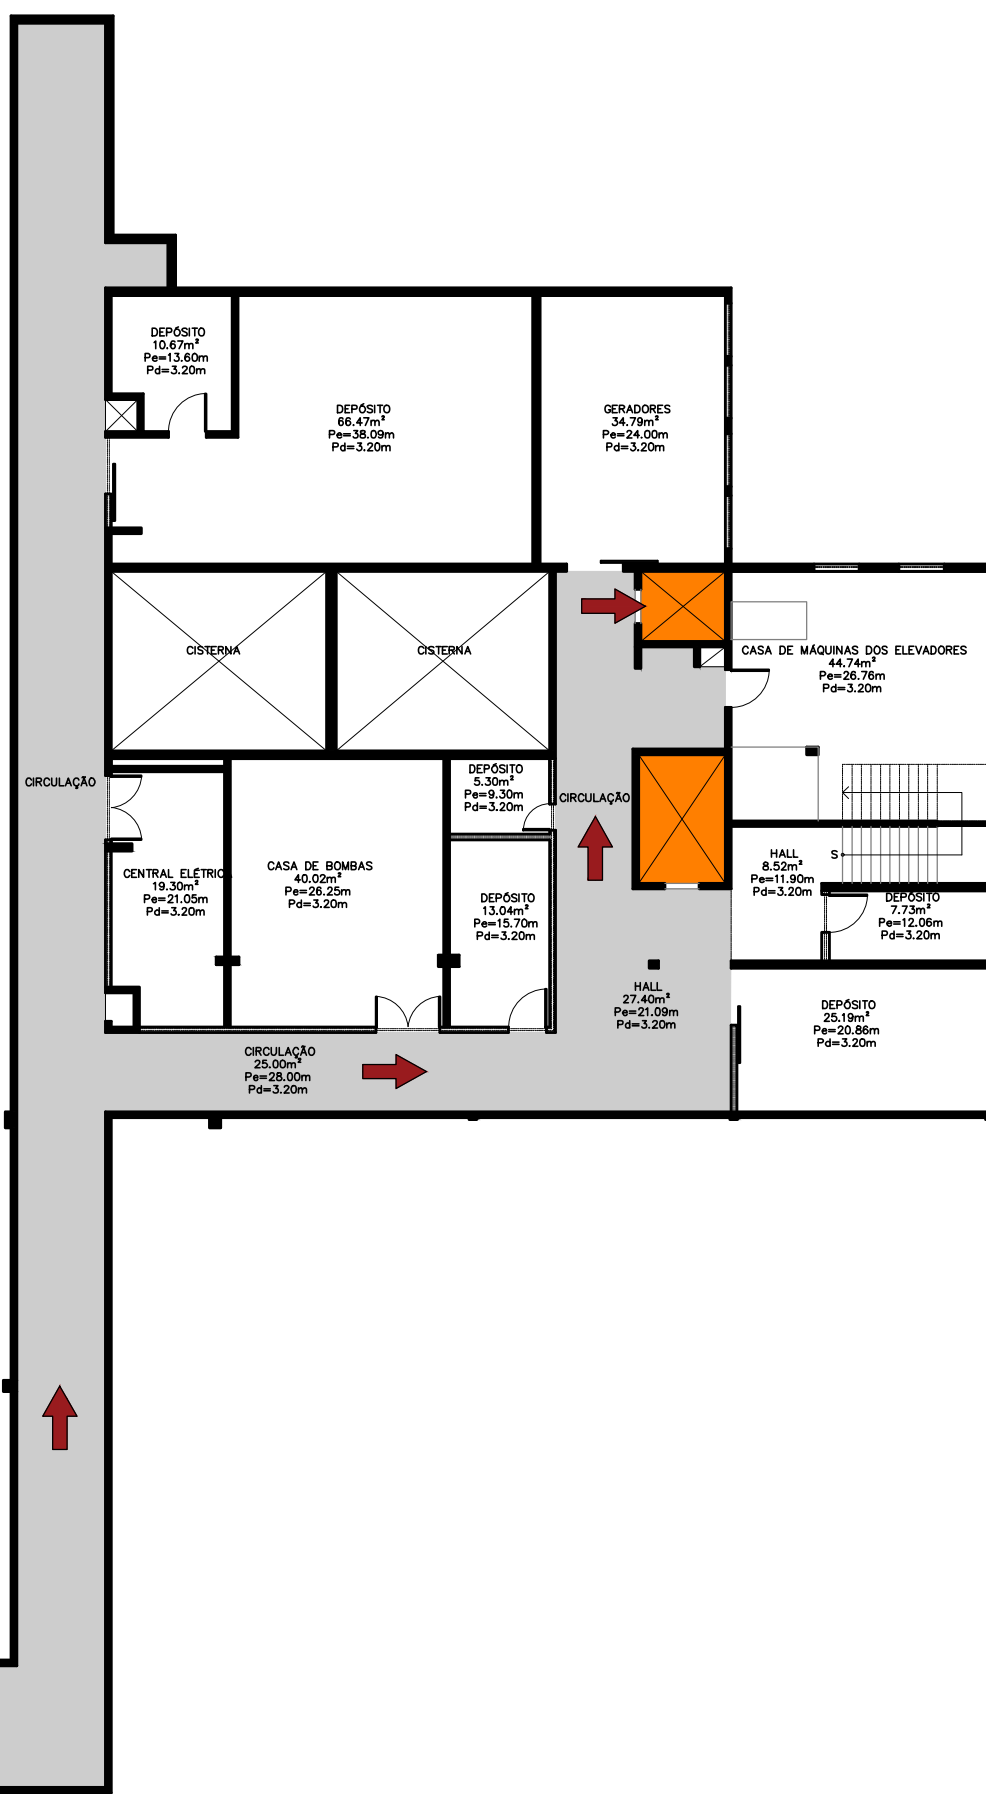 DEPÓSITO
10.67m²
Pe=13.60m
Pd=3.20m
DEPÓSITO
66.47m²
Pe=38.09m
Pd=3.20m
GERADORES
34.79m²
Pe=24.00m
Pd=3.20m
CISTERNA
CISTERNA
CASA DE MÁQUINAS DOS ELEVADORES
44.74m²
Pe=26.76m
Pd=3.20m
CIRCULAÇÃO
DEPÓSITO
5.30m²
Pe=9.30m
Pd=3.20m
CIRCULAÇÃO
CENTRAL ELÉTRICA
19.30m²
Pe=21.05m
Pd=3.20m
CASA DE BOMBAS
40.02m²
Pe=26.25m
Pd=3.20m
DEPÓSITO
13.04m²
Pe=15.70m
Pd=3.20m
HALL
8.52m²
Pe=11.90m
Pd=3.20m
S
DEPÓSITO
7.73m²
Pe=12.06m
Pd=3.20m
HALL
27.40m²
Pe=21.09m
Pd=3.20m
DEPÓSITO
25.19m²
Pe=20.86m
Pd=3.20m
CIRCULAÇÃO
25.00m²
Pe=28.00m
Pd=3.20m